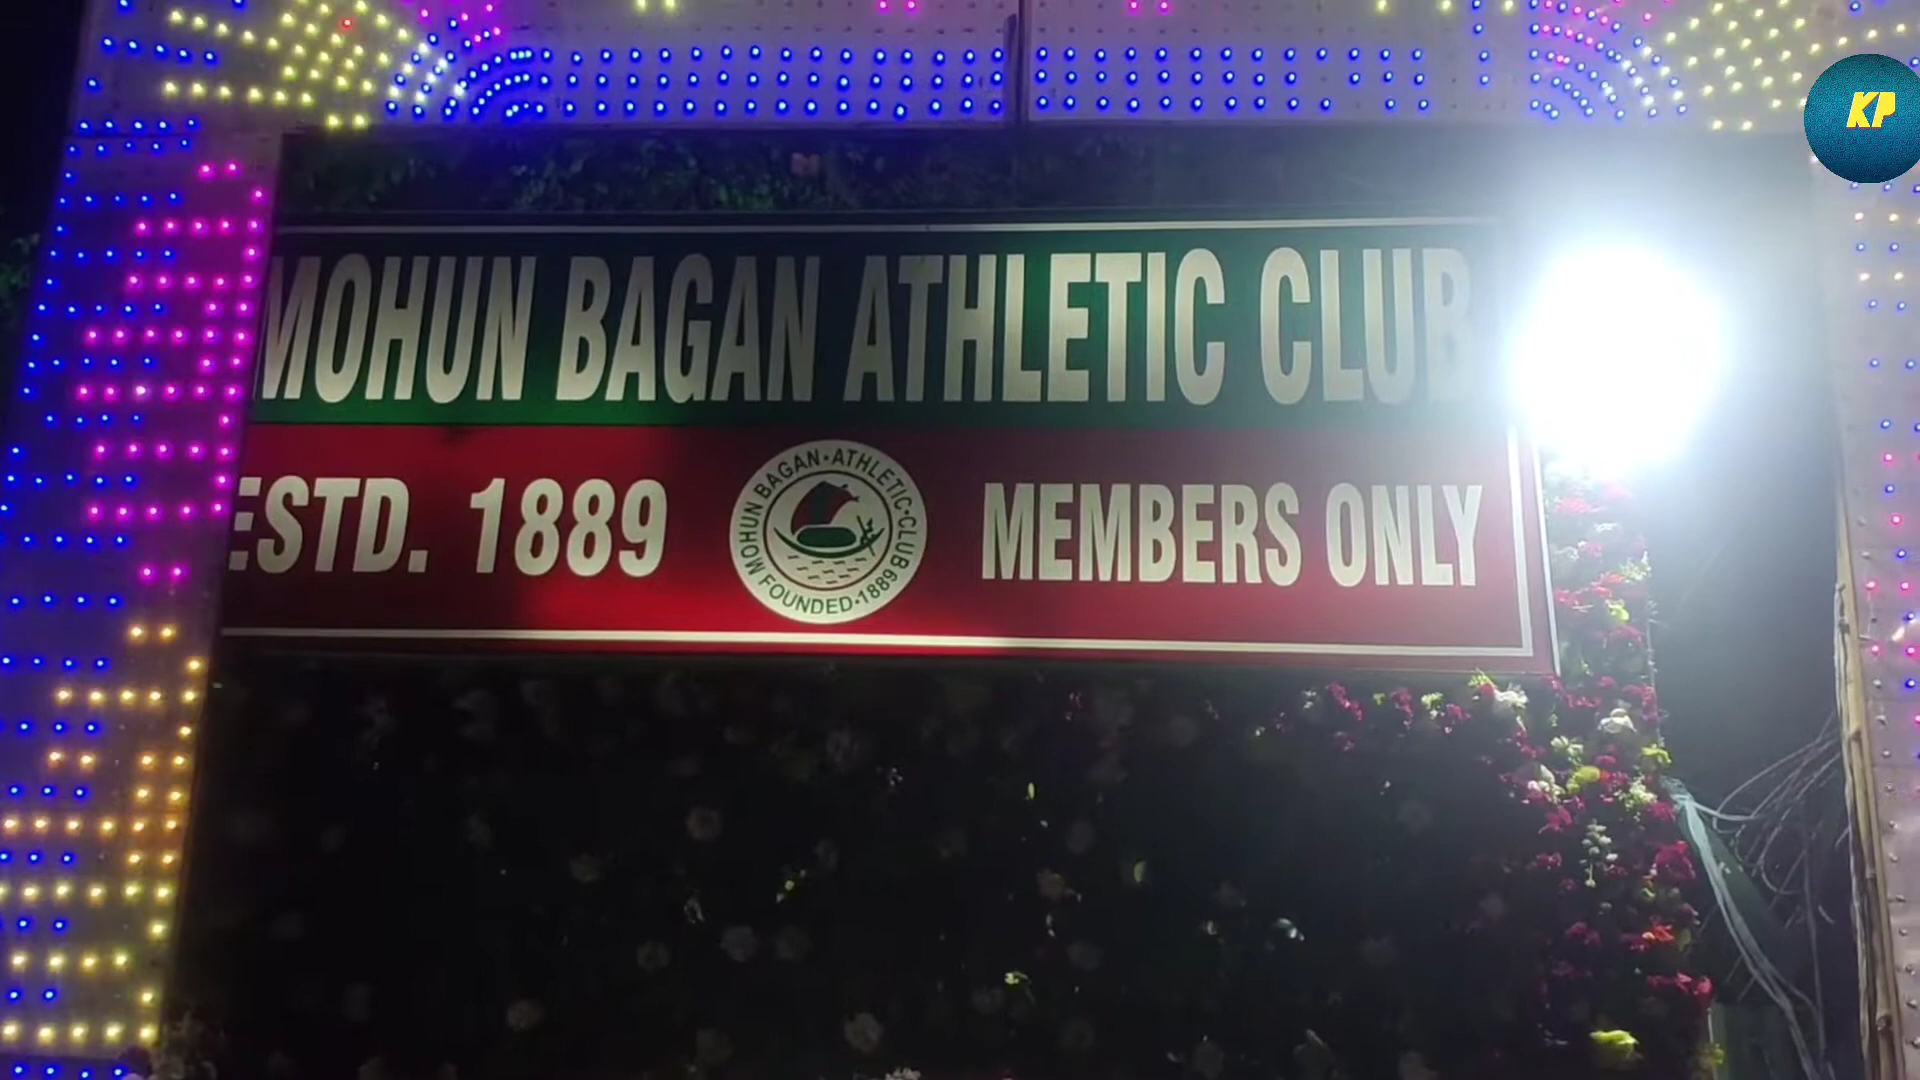 KP
MOHUN BAGAN ATHLETIC CLUB
ESTD. 1889
MOHUN BAGAN•ATHLETIC•CLUB
FOUNDED•1889
MEMBERS ONLY